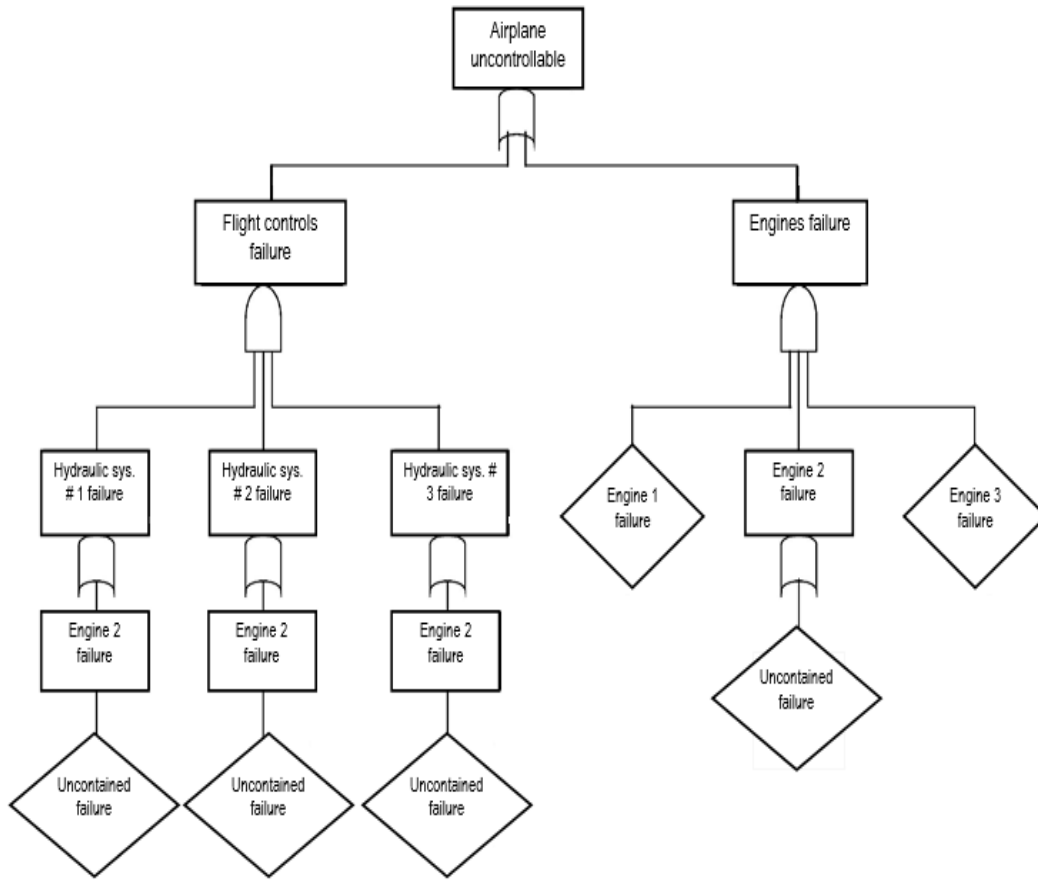 Airplane
uncontrollable
Flight controls
failure
Engines failure
Hydraulic sys.
# 1 failure
Hydraulic sys.
# 2 failure
Hydraulic sys. #
3 failure
Engine 1
failure
Engine 2
failure
Engine 3
failure
Engine 2
failure
Engine 2
failure
Engine 2
failure
Uncontained
failure
Uncontained
failure
Uncontained
failure
Uncontained
failure